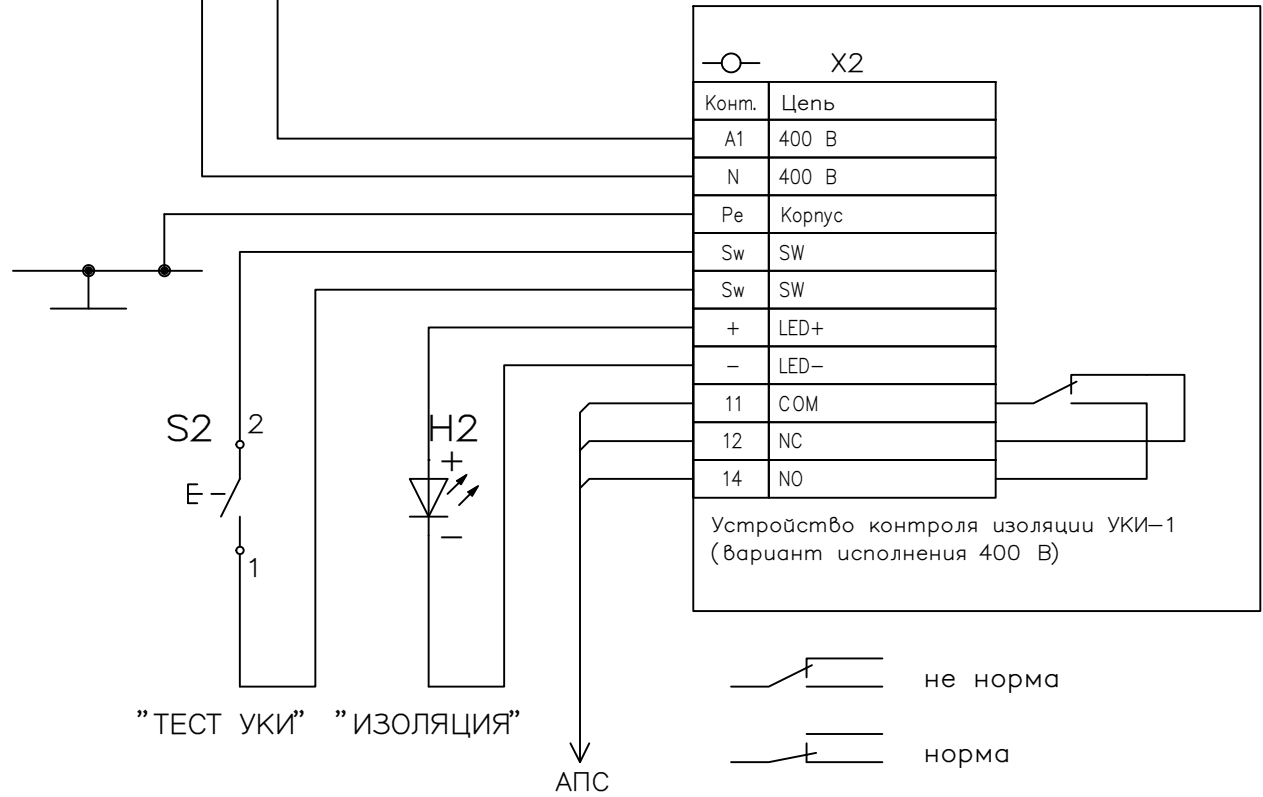 X2
Конт. Цепь
A1 400 В
N 400 В
Pe Корпус
Sw SW
Sw SW
+ LED+
− LED−
11 COM
12 NC
14 NO
Устройство контроля изоляции УКИ−1
(вариант исполнения 400 В)
S2 2
1
H2
+
−
"ТЕСТ УКИ" "ИЗОЛЯЦИЯ"
АПС
не норма
норма